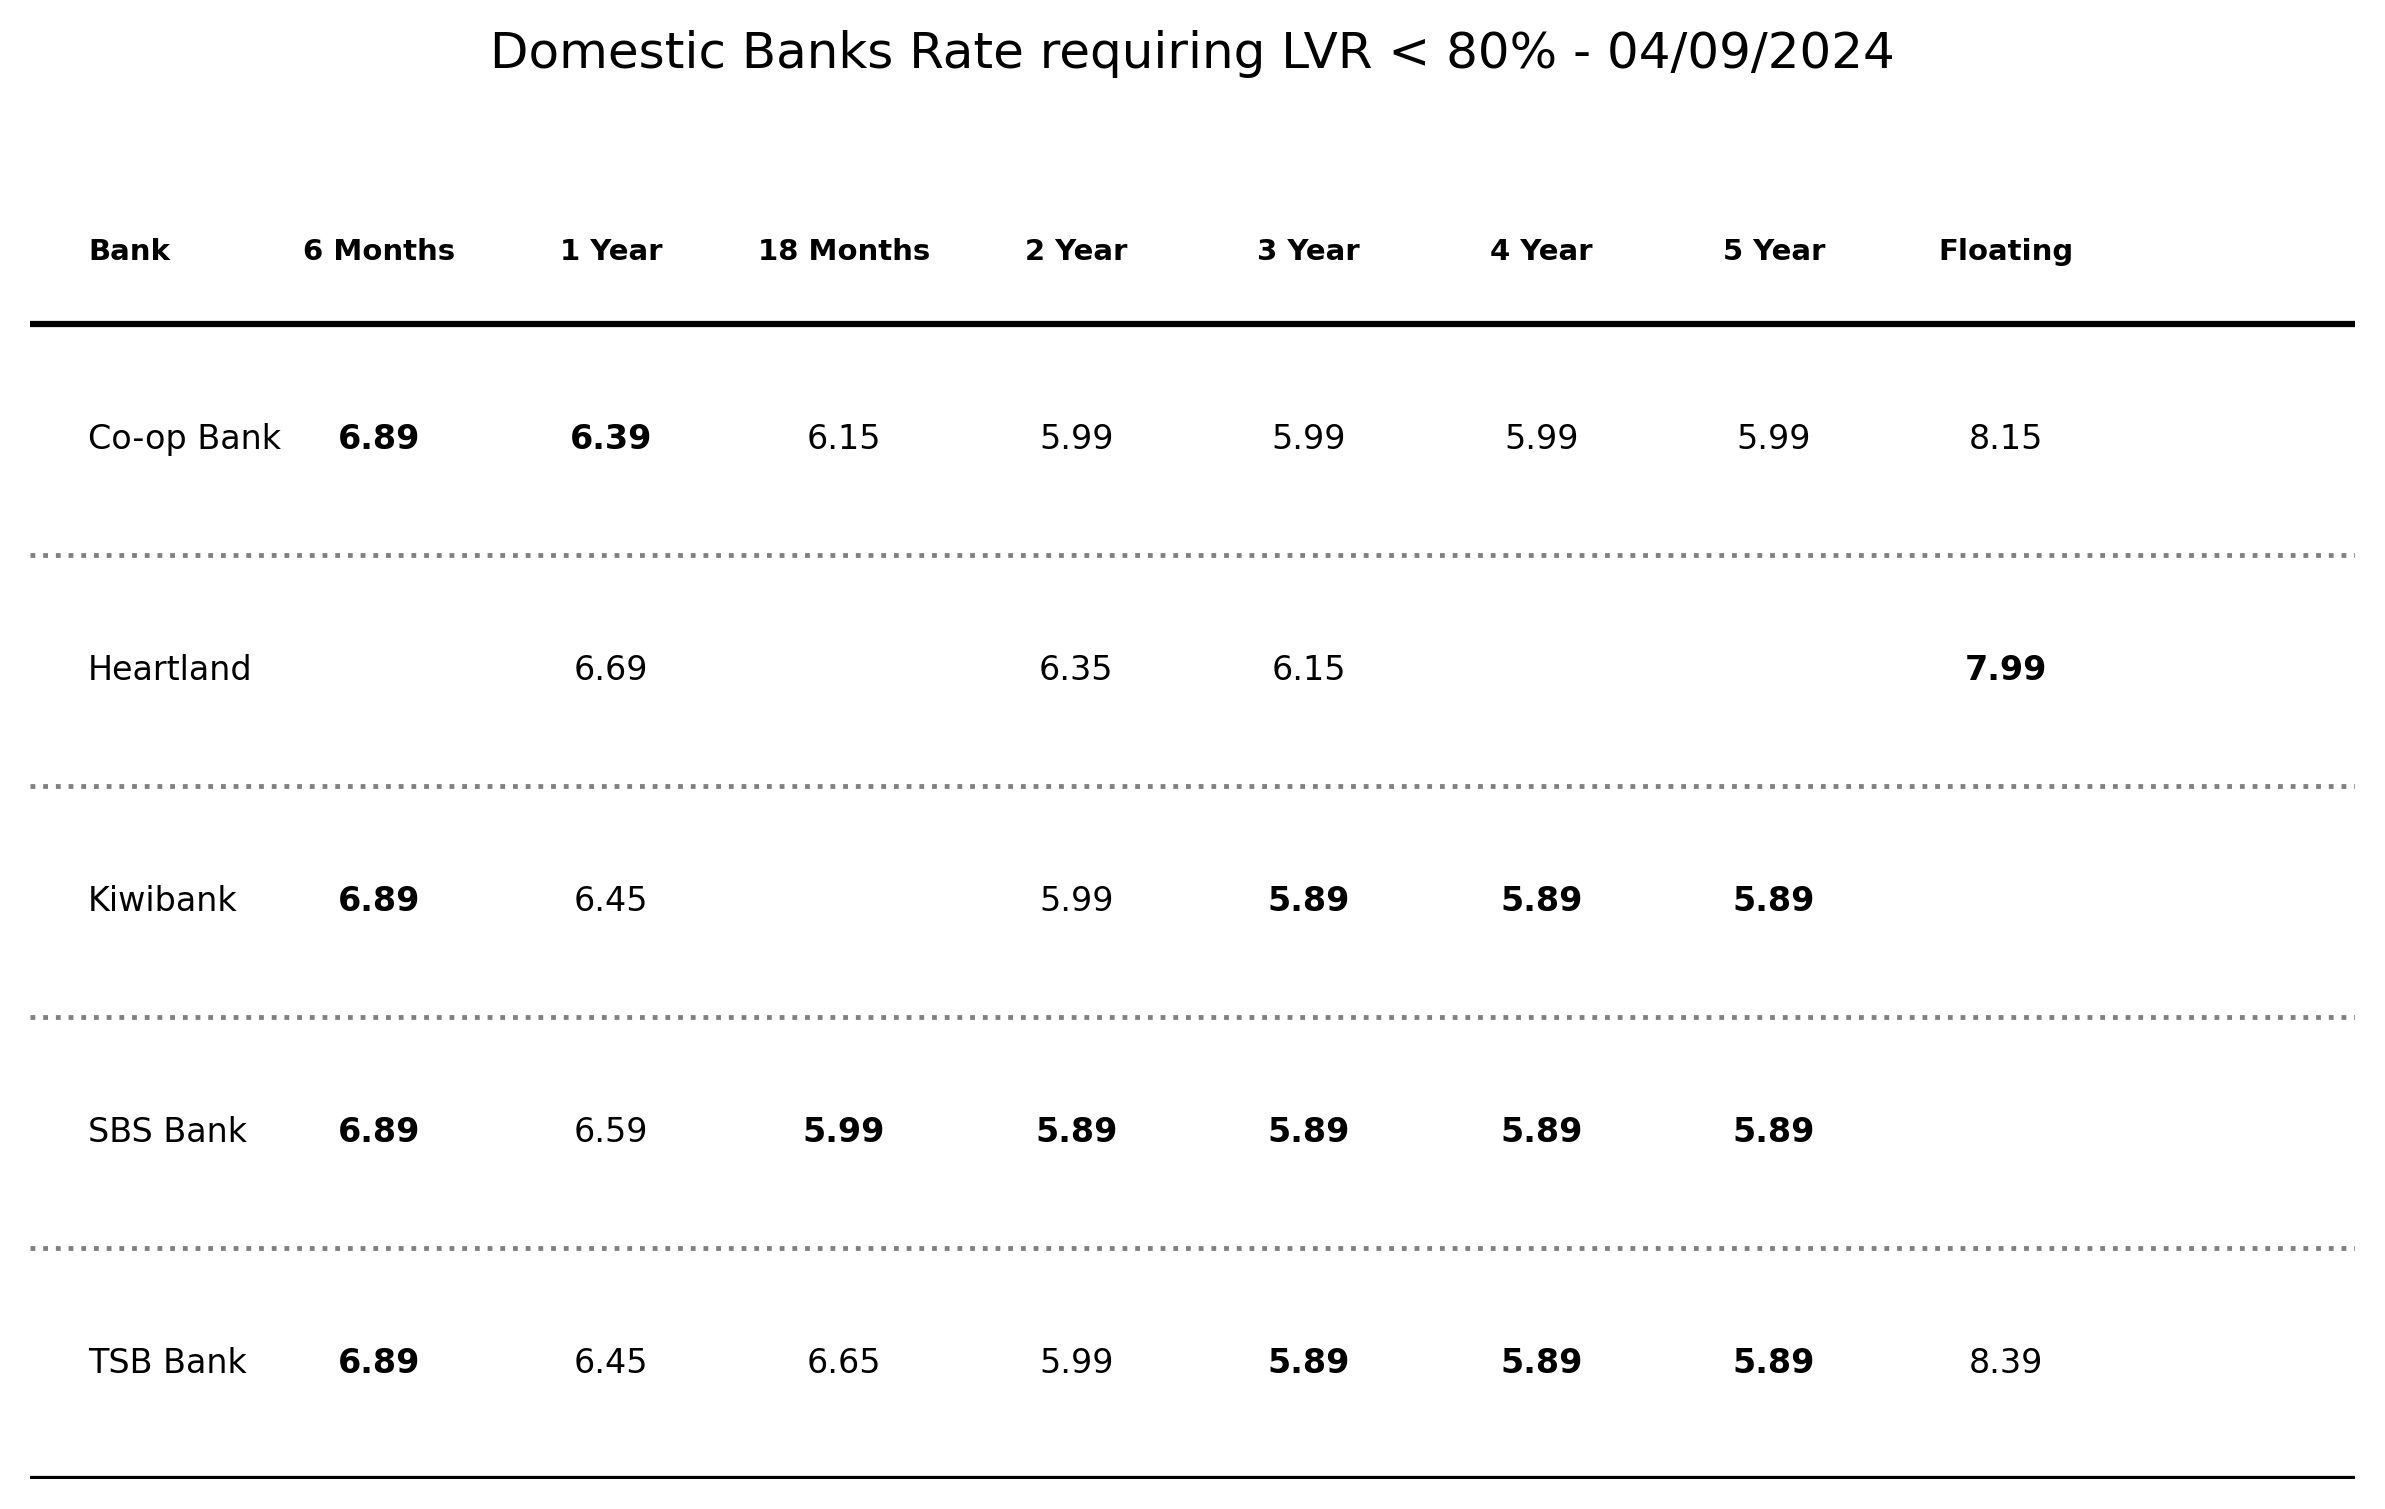 Domestic Banks Rate requiring LVR < 80% - 04/09/2024
Bank 6 Months 1 Year 18 Months 2 Year 3 Year 4 Year 5 Year Floating
Co-op Bank 6.89 6.39 6.15 5.99 5.99 5.99 5.99 8.15
Heartland 6.69 6.35 6.15 7.99
Kiwibank 6.89 6.45 5.99 5.89 5.89 5.89
SBS Bank 6.89 6.59 5.99 5.89 5.89 5.89 5.89
TSB Bank 6.89 6.45 6.65 5.99 5.89 5.89 5.89 8.39